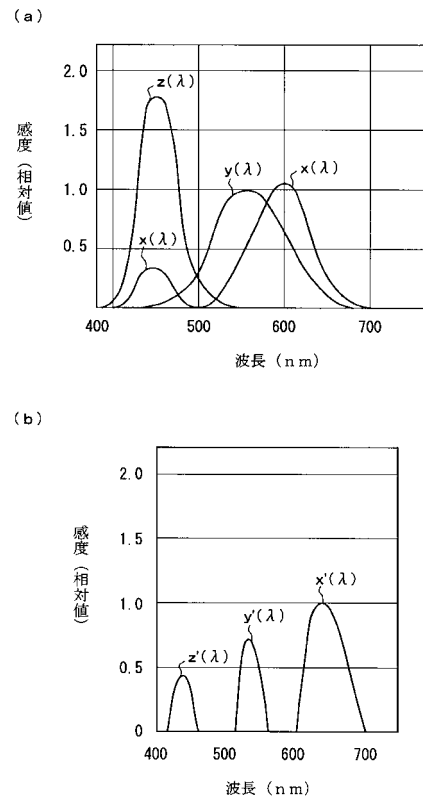 (a)
2.0
1.5
1.0
0.5
感度(相対値)
z(λ)
y(λ)
x(λ)
x(λ)
400
500
600
700
波長(nm)
(b)
2.0
1.5
1.0
0.5
0
感度(相対値)
x'(λ)
y'(λ)
z'(λ)
400
500
600
700
波長(nm)